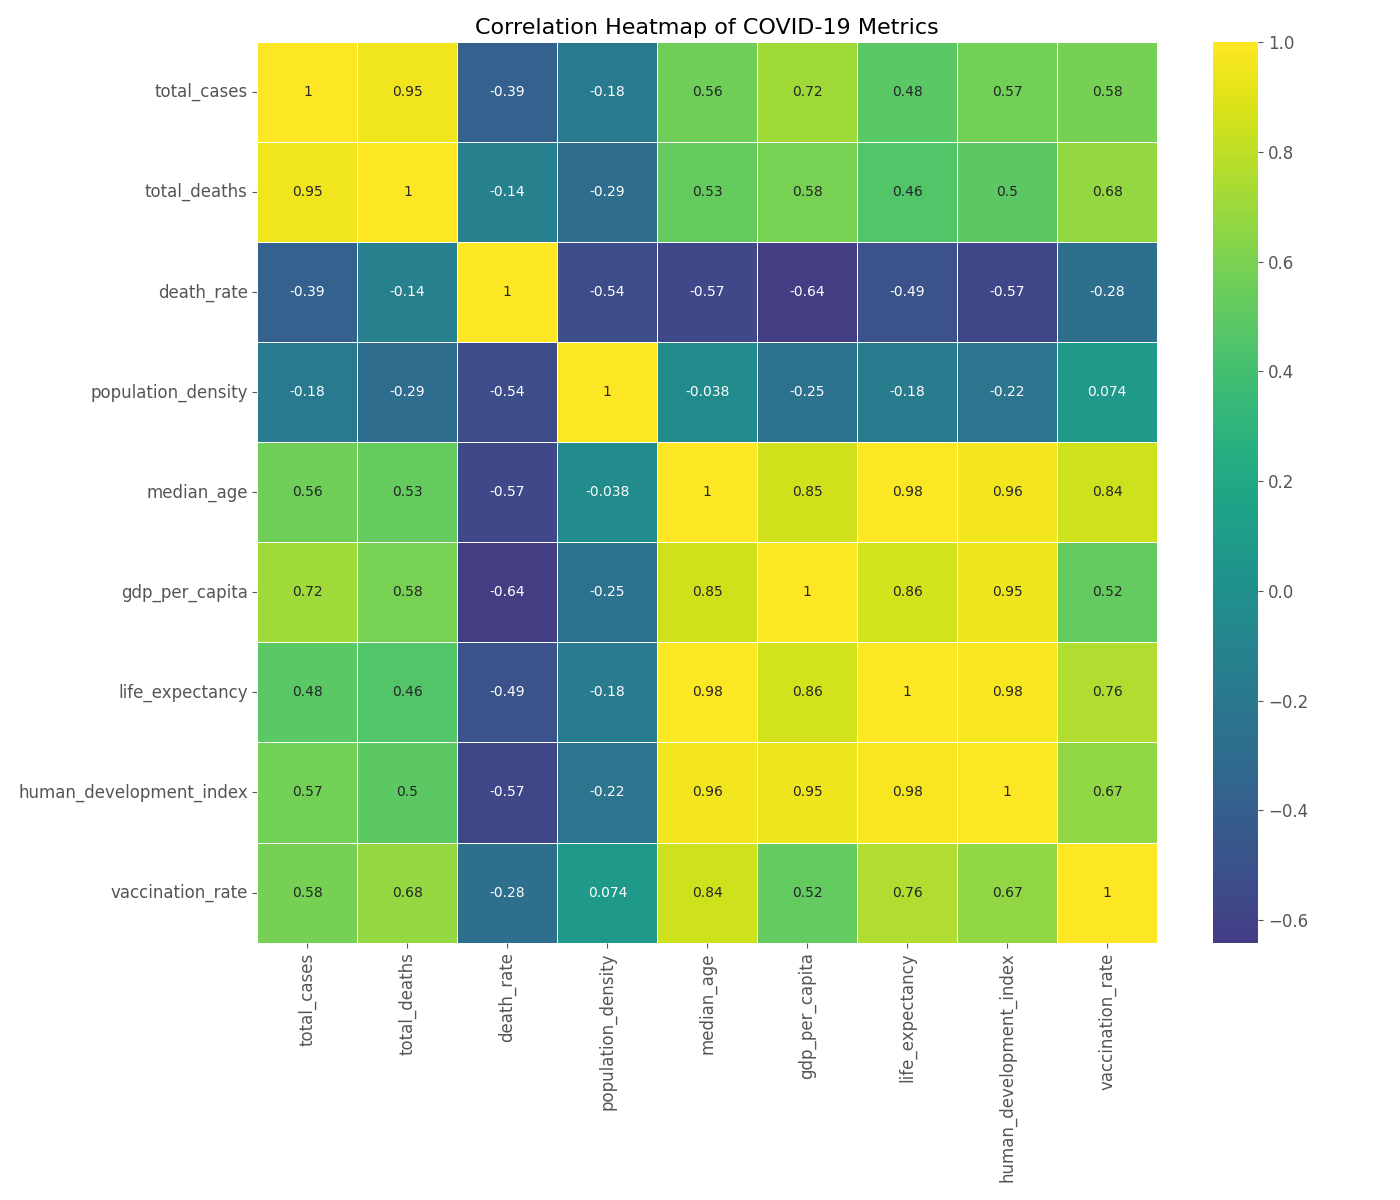 Correlation Heatmap of COVID-19 Metrics
total_cases 1 0.95 -0.39 -0.18 0.56 0.72 0.48 0.57 0.58
total_deaths 0.95 1 -0.14 -0.29 0.53 0.58 0.46 0.5 0.68
death_rate -0.39 -0.14 1 -0.54 -0.57 -0.64 -0.49 -0.57 -0.28
population_density -0.18 -0.29 -0.54 1 -0.038 -0.25 -0.18 -0.22 0.074
median_age 0.56 0.53 -0.57 -0.038 1 0.85 0.98 0.96 0.84
gdp_per_capita 0.72 0.58 -0.64 -0.25 0.85 1 0.86 0.95 0.52
life_expectancy 0.48 0.46 -0.49 -0.18 0.98 0.86 1 0.98 0.76
human_development_index 0.57 0.5 -0.57 -0.22 0.96 0.95 0.98 1 0.67
vaccination_rate 0.58 0.68 -0.28 0.074 0.84 0.52 0.76 0.67 1
total_cases
total_deaths
death_rate
population_density
median_age
gdp_per_capita
life_expectancy
human_development_index
vaccination_rate
1.0
0.8
0.6
0.4
0.2
0.0
−0.2
−0.4
−0.6